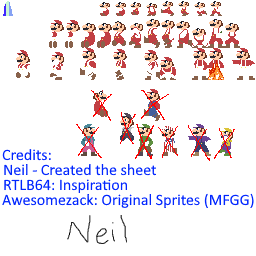 Credits:
Neil - Created the sheet
RTLB64: Inspiration
Awesomezack: Original Sprites (MFGG)
Neil